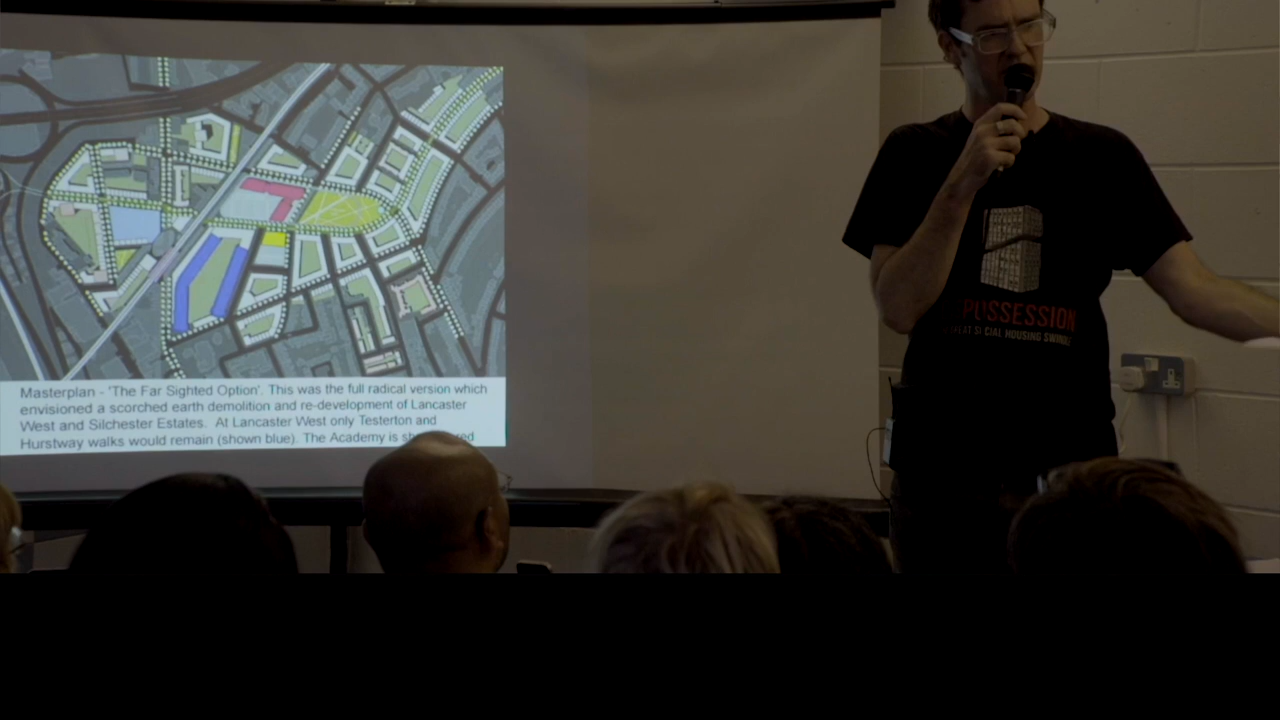 Masterplan - 'The Far Sighted Option'. This was the full radical version which
envisioned a scorched earth demolition and re-development of Lancaster
West and Silchester Estates. At Lancaster West only Testerton and
Hurstway walks would remain (shown blue). The Academy is
POSSESSION
CIAL HOUSING